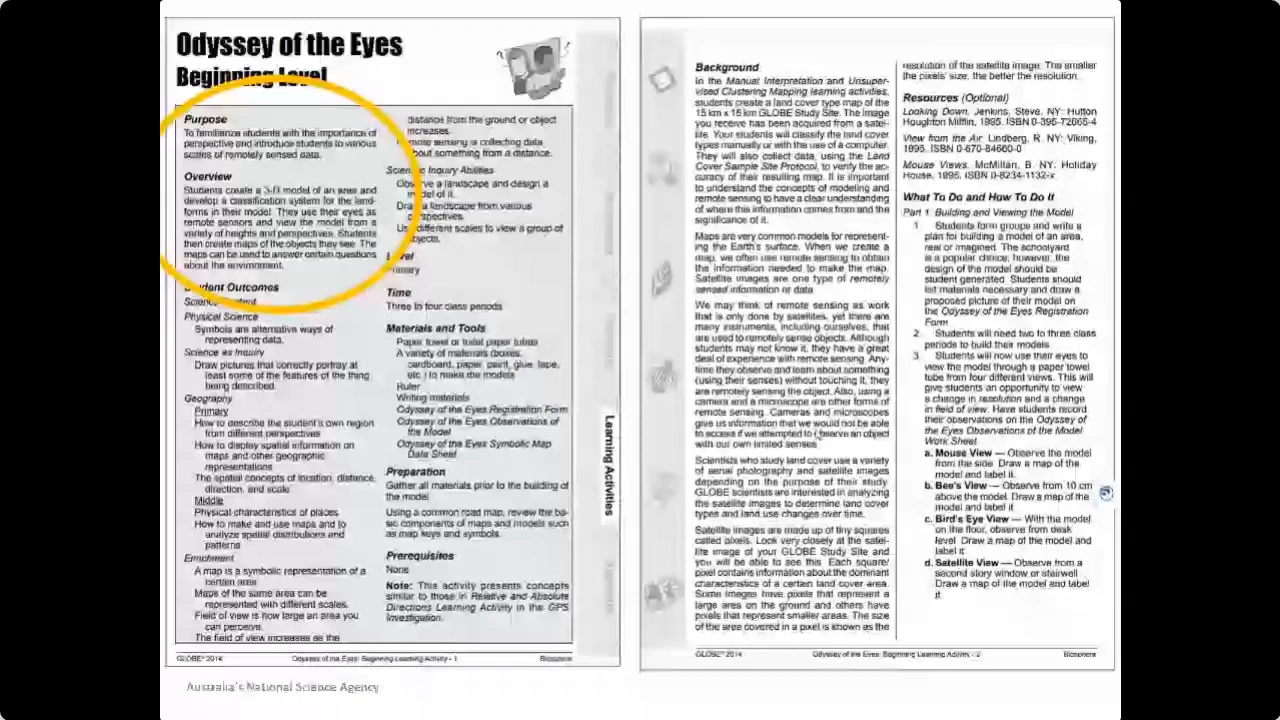 Odyssey of the Eyes
Beginning Level
Purpose
To familiarize students with the importance of
perspective and introduce students to various
scales of remotely sensed data.
Overview
Students create a 3-D model of an area and
develop a classification system for the land-
forms in their model. They use their eyes as
remote sensors and view the model from a
variety of heights and perspectives. Students
then create maps of the objects they see. The
maps can be used to answer certain questions
about the environment.
Student Outcomes
Science Content
Physical Science
Symbols are alternative ways of
representing data.
Science as Inquiry
Draw pictures that correctly portray at
least some of the features of the thing
being described.
Geography
Primary
How to describe the student's own region
from different perspectives
How to display spatial information on
maps and other geographic
representations
The spatial concepts of location, distance,
direction, and scale
Middle
Physical characteristics of places
How to make and use maps and to
analyze spatial distributions and
patterns
Enrichment
A map is a symbolic representation of a
certain area
Maps of the same area can be
represented with different scales.
Field of view is how large an area you
can perceive.
The field of view increases as the
distance from the ground or object
increases.
Remote sensing is collecting data
about something from a distance.
Science Inquiry Abilities
Observe a landscape and design a
model of it.
Draw a landscape from various
perspectives.
Use different scales to view a group of
objects.
Level
Primary
Time
Three to four class periods
Materials and Tools
Paper towel or toilet paper tubes
A variety of materials (boxes,
cardboard, paper, paint, glue, tape,
etc.) to make the models
Ruler
Writing materials
Odyssey of the Eyes Registration Form
Odyssey of the Eyes Observations of
the Model
Odyssey of the Eyes Symbolic Map
Data Sheet
Preparation
Gather all materials prior to the building of
the model
Using a common road map, review the ba-
sic components of maps and models such
as map keys and symbols.
Prerequisites
None
Note: This activity presents concepts
similar to those in Relative and Absolute
Directions Learning Activity in the GPS
Investigation.
Learning Activities
GLOBE® 2014
Odyssey of the Eyes: Beginning Learning Activity - 1
Biosphere
Background
In the Manual Interpretation and Unsuper-
vised Clustering Mapping learning activities,
students create a land cover type map of the
15 km x 15 km GLOBE Study Site. The image
you receive has been acquired from a satel-
lite. Your students will classify the land cover
types manually or with the use of a computer.
They will also collect data, using the Land
Cover Sample Site Protocol, to verify the ac-
curacy of their resulting map. It is important
to understand the concepts of modeling and
remote sensing to have a clear understanding
of where this information comes from and the
significance of it.
Maps are very common models for represent-
ing the Earth's surface. When we create a
map, we often use remote sensing to obtain
the information needed to make the map.
Satellite images are one type of remotely
sensed information or data
We may think of remote sensing as work
that is only done by satellites, yet there are
many instruments, including ourselves, that
are used to remotely sense objects. Although
students may not know it, they have a great
deal of experience with remote sensing. Any-
time they observe and learn about something
(using their senses) without touching it, they
are remotely sensing the object. Also, using a
camera and a microscope are other forms of
remote sensing. Cameras and microscopes
give us information that we would not be able
to access if we attempted to observe an object
with our own limited senses.
Scientists who study land cover use a variety
of aerial photography and satellite images
depending on the purpose of their study.
GLOBE scientists are interested in analyzing
the satellite images to determine land cover
types and land use changes over time.
Satellite images are made up of tiny squares
called pixels. Look very closely at the satel-
lite image of your GLOBE Study Site and
you will be able to see this. Each square/
pixel contains information about the dominant
characteristics of a certain land cover area.
Some images have pixels that represent a
large area on the ground and others have
pixels that represent smaller areas. The size
of the area covered in a pixel is known as the
resolution of the satellite image. The smaller
the pixels' size, the better the resolution.
Resources (Optional)
Looking Down. Jenkins, Steve. NY: Hutton
Houghton Mifflin, 1995. ISBN 0-395-72665-4
View from the Air. Lindberg, R. NY: Viking,
1995. ISBN 0-670-84660-0
Mouse Views. McMillan, B. NY: Holiday
House. 1995. ISBN 0-8234-1132-x
What To Do and How To Do It
Part 1. Building and Viewing the Model
1. Students form groups and write a
plan for building a model of an area,
real or imagined. The schoolyard
is a popular choice; however, the
design of the model should be
student generated. Students should
list materials necessary and draw a
proposed picture of their model on
the Odyssey of the Eyes Registration
Form
2. Students will need two to three class
periods to build their models
3. Students will now use their eyes to
view the model through a paper towel
tube from four different views. This will
give students an opportunity to view
a change in resolution and a change
in field of view. Have students record
their observations on the Odyssey of
the Eyes Observations of the Model
Work Sheet
a. Mouse View — Observe the model
from the side. Draw a map of the
model and label it.
b. Bee's View — Observe from 10 cm
above the model. Draw a map of the
model and label it
c. Bird's Eye View — With the model
on the floor, observe from desk
level. Draw a map of the model and
label it
d. Satellite View — Observe from a
second story window or stairwell.
Draw a map of the model and label
it.
GLOBE® 2014
Odyssey of the Eyes: Beginning Learning Activity - 2
Biosphere
Australia's National Science Agency